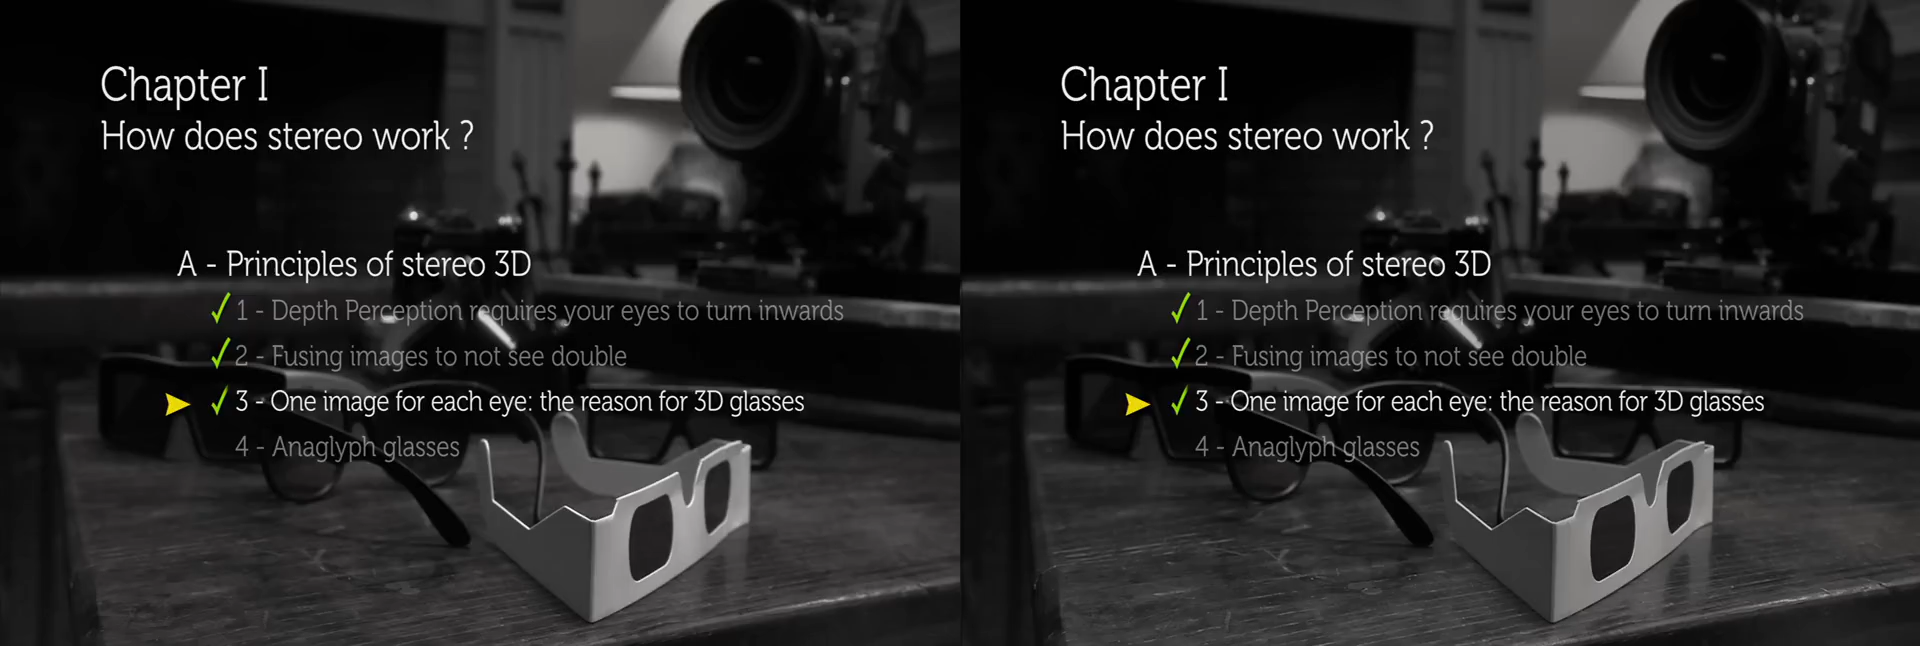 Chapter I
How does stereo work ?
A - Principles of stereo 3D
1 - Depth Perception requires your eyes to turn inwards
2 - Fusing images to not see double
3 - One image for each eye: the reason for 3D glasses
4 - Anaglyph glasses
Chapter I
How does stereo work ?
A - Principles of stereo 3D
1 - Depth Perception requires your eyes to turn inwards
2 - Fusing images to not see double
3 - One image for each eye: the reason for 3D glasses
4 - Anaglyph glasses